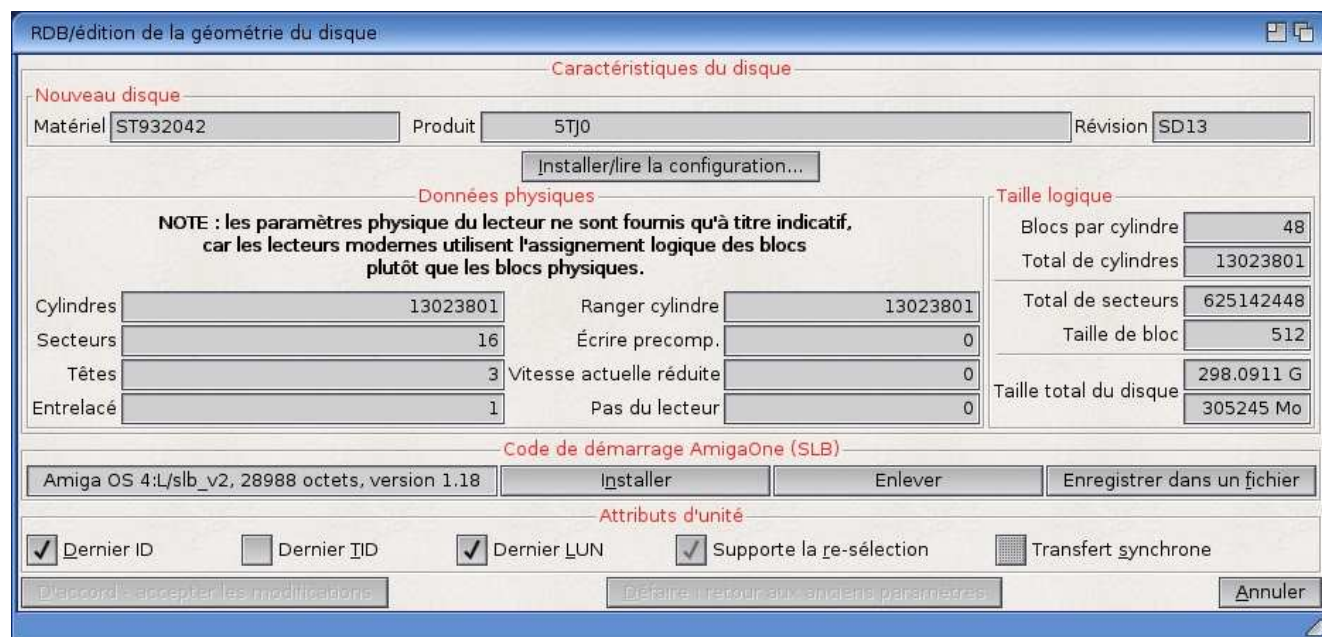 RDB/édition de la géométrie du disque
Caractéristiques du disque
Nouveau disque
Matériel ST932042 Produit 5TJ0 Révision SD13
Installer/lire la configuration...
Données physiques
NOTE : les paramètres physique du lecteur ne sont fournis qu'à titre indicatif,
car les lecteurs modernes utilisent l'assignement logique des blocs
plutôt que les blocs physiques.
Cylindres 13023801 Ranger cylindre 13023801
Secteurs 16 Écrire precomp. 0
Têtes 3 Vitesse actuelle réduite 0
Entrelacé 1 Pas du lecteur 0
Taille logique
Blocs par cylindre 48
Total de cylindres 13023801
Total de secteurs 625142448
Taille de bloc 512
Taille total du disque 298.0911 G
305245 Mo
Code de démarrage AmigaOne (SLB)
Amiga OS 4:L/slb_v2, 28988 octets, version 1.18 Installer Enlever Enregistrer dans un fichier
Attributs d'unité
Dernier ID Dernier TID Dernier LUN Supporte la re-sélection Transfert synchrone
D'accord - accepter les modifications Défaire : retour aux anciens paramètres Annuler